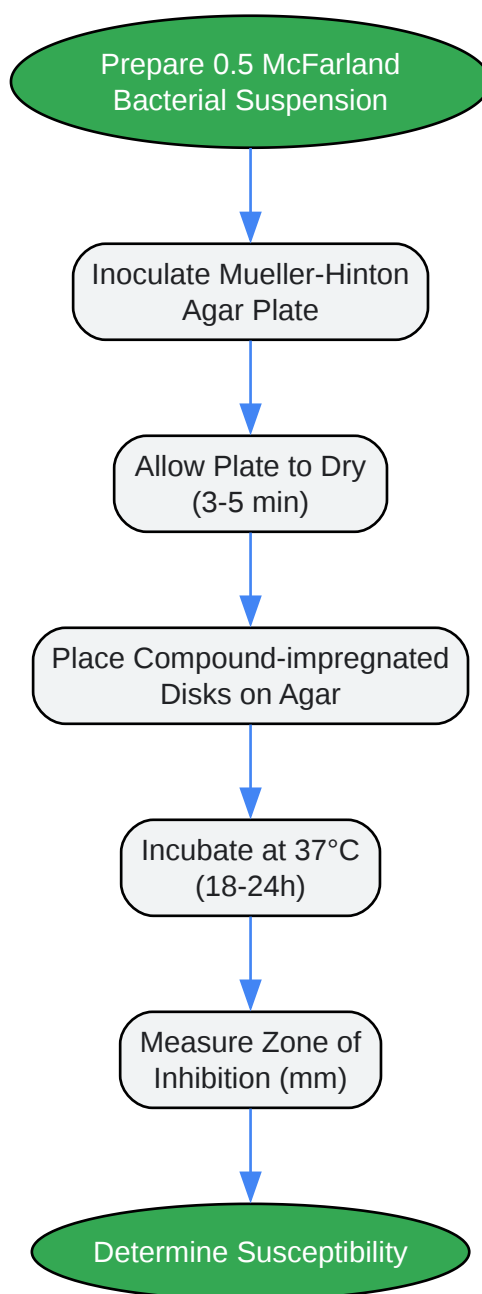 Prepare 0.5 McFarland
Bacterial Suspension
Inoculate Mueller-Hinton
Agar Plate
Allow Plate to Dry
(3-5 min)
Place Compound-impregnated
Disks on Agar
Incubate at 37°C
(18-24h)
Measure Zone of
Inhibition (mm)
Determine Susceptibility